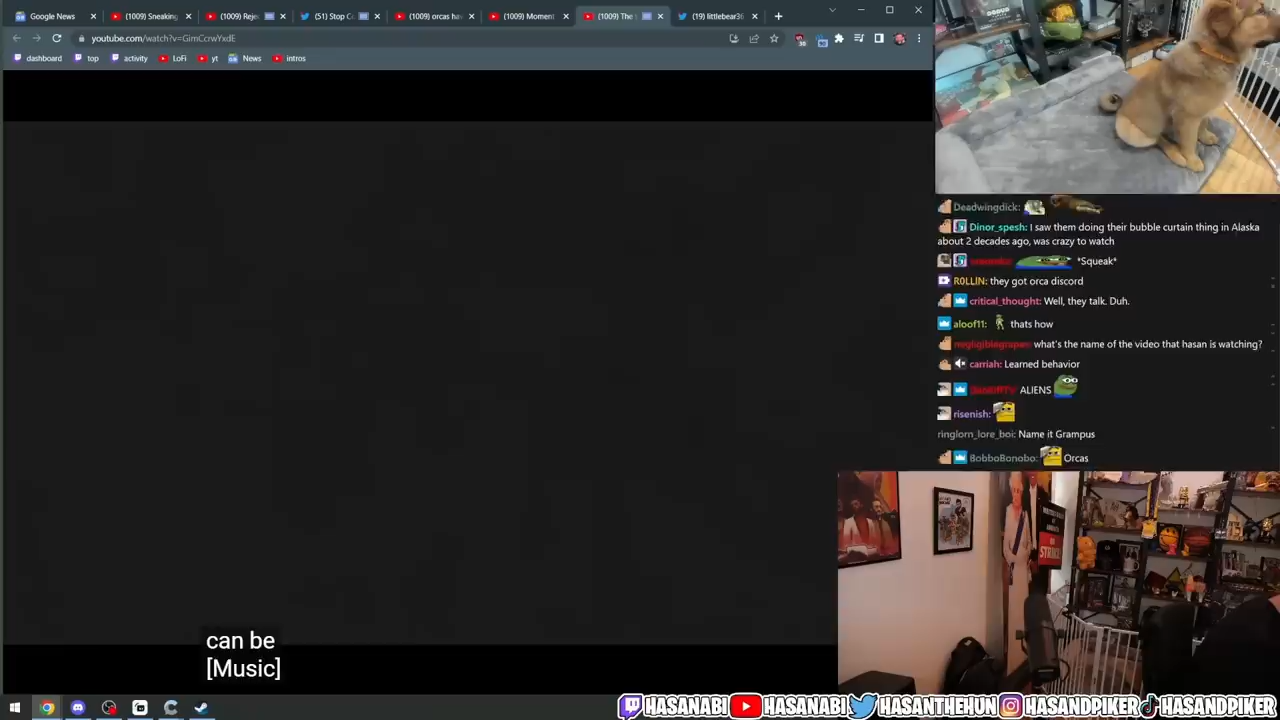 Google News
(1009) Sneaking
(1009) Reje
(51) Stop C
(1009) orcas ha
(1009) Moment
(1009) The
(19) littlebear36
youtube.com/watch?v=GimCcrwYxdE
dashboard
top
activity
LoFi
yt
News
intros
Deadwingdick:
Dinor_spesh: I saw them doing their bubble curtain thing in Alaska
about 2 decades ago, was crazy to watch
*Squeak*
R0LLIN: they got orca discord
critical_thought: Well, they talk. Duh.
aloof11: thats how
what's the name of the video that hasan is watching?
carriah: Learned behavior
ALIENS
risenish:
ringlorn_lore_boi: Name it Grampus
BobboBonobo: Orcas
STRIKE
can be
[Music]
HASANABI
HASANABI
HASANTHEHUN
HASANDPIKER
HASANDPIKER